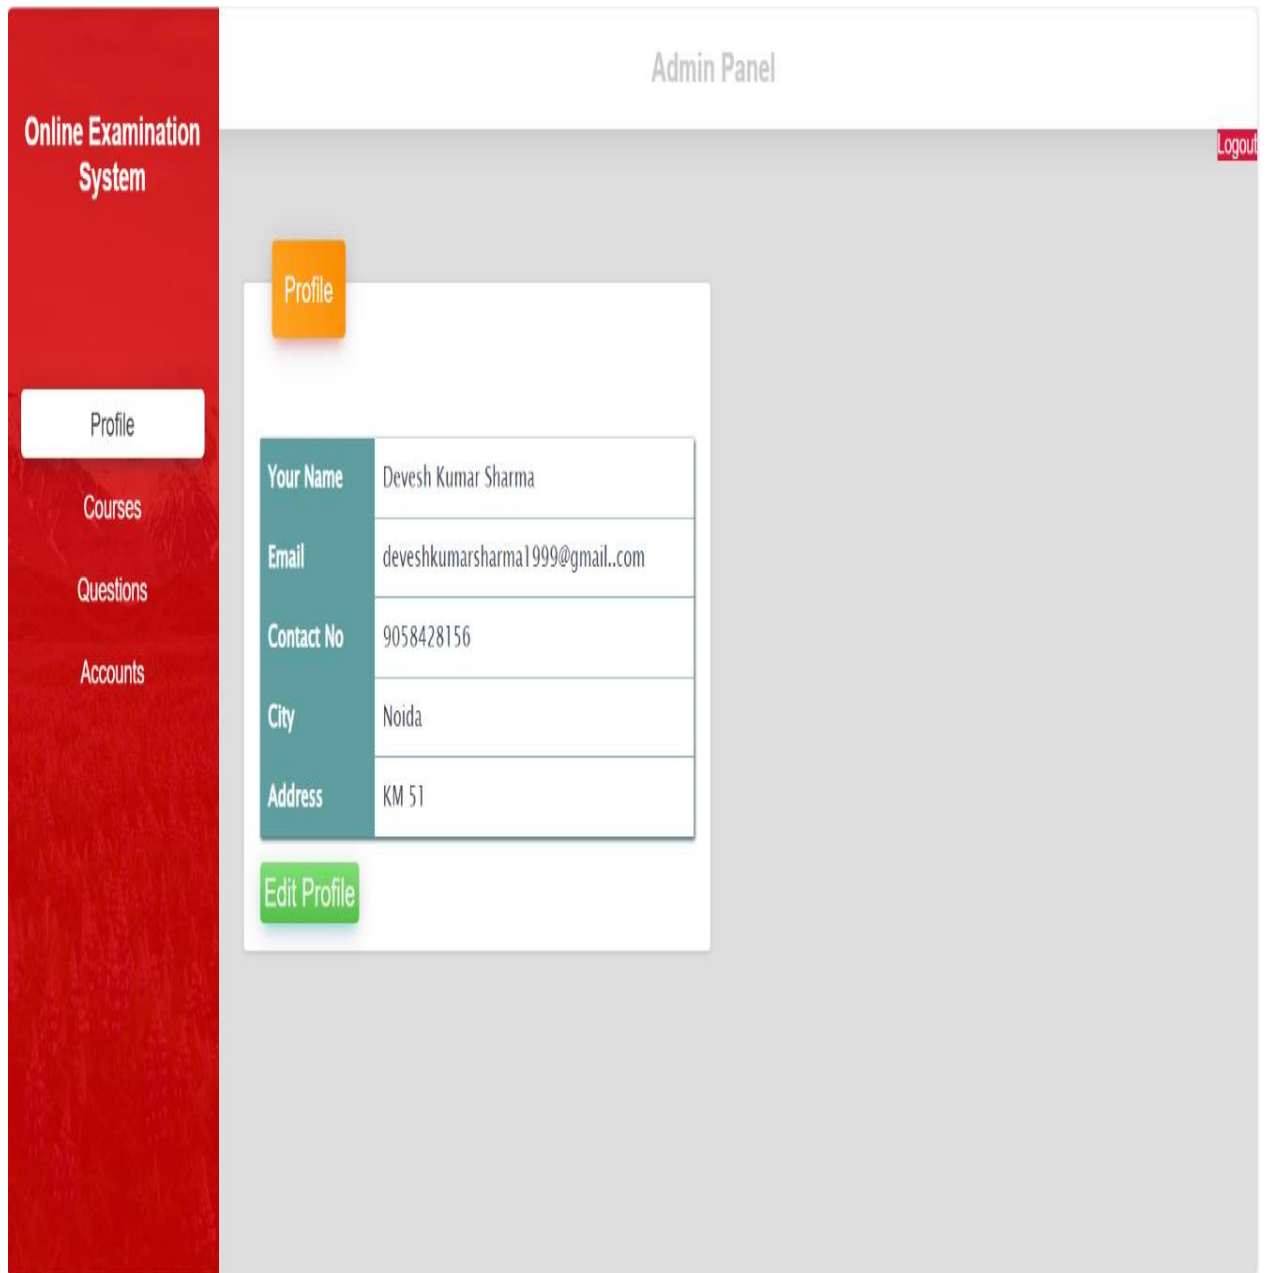 Admin Panel
Online Examination
System
Logout
Profile
Profile
Courses
Questions
Accounts
Your Name Devesh Kumar Sharma
Email deveshkumarsharma1999@gmail..com
Contact No 9058428156
City Noida
Address KM 51
Edit Profile